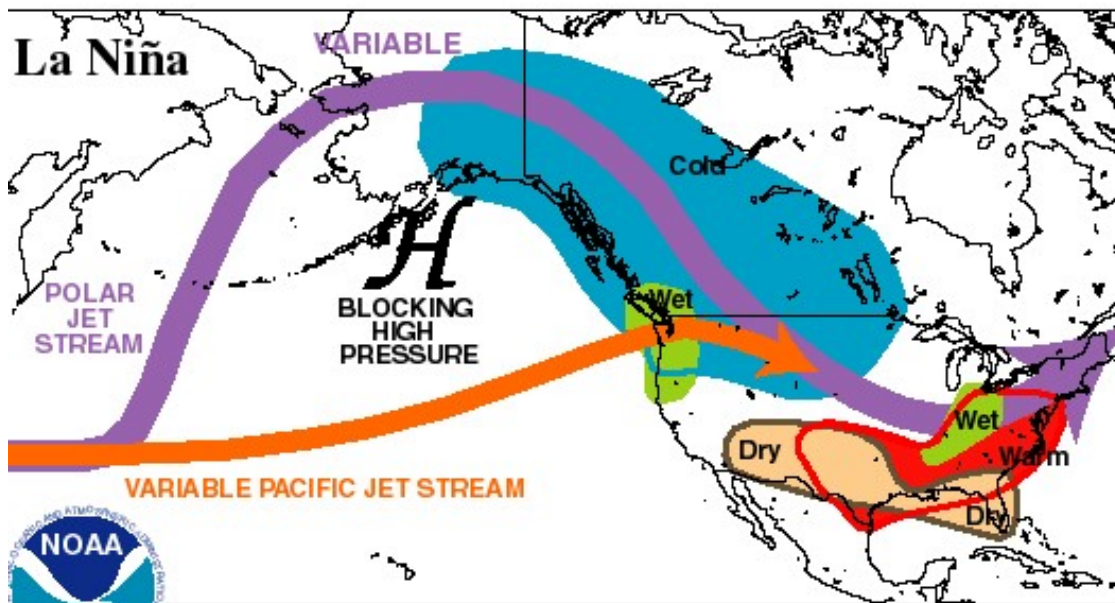 La Niña
VARIABLE
Cold
POLAR
JET
STREAM
BLOCKING
HIGH
PRESSURE
Wet
Wet
Warm
Dry
Dry
VARIABLE PACIFIC JET STREAM
NOAA